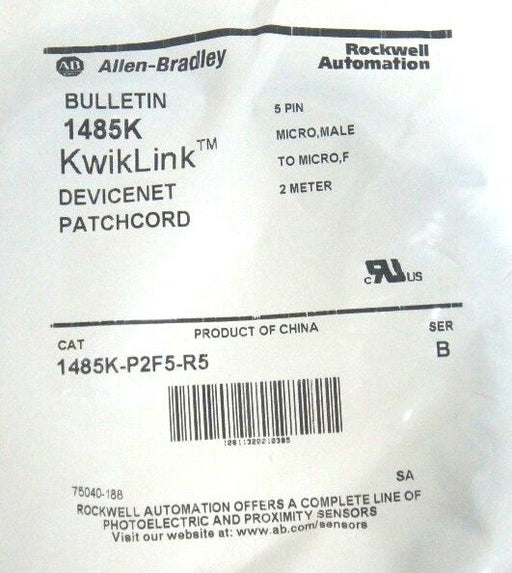 AB Allen-Bradley
Rockwell
Automation
BULLETIN
1485K
KwikLink™
DEVICENET
PATCHCORD
5 PIN
MICRO,MALE
TO MICRO,F
2 METER
c RU US
PRODUCT OF CHINA
CAT
1485K-P2F5-R5
SER
B
75040-188
SA
ROCKWELL AUTOMATION OFFERS A COMPLETE LINE OF
PHOTOELECTRIC AND PROXIMITY SENSORS
Visit our website at: www.ab.com/sensors